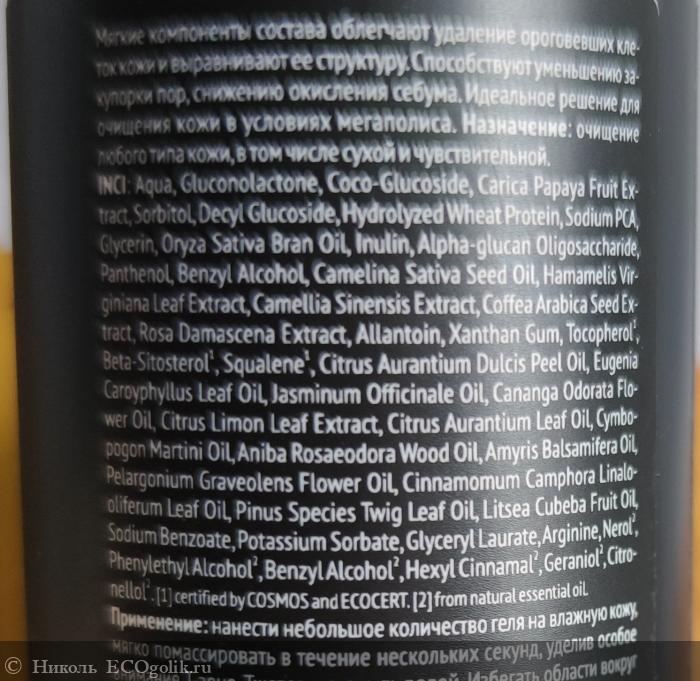 Мягкие компоненты состава облегчают удаление ороговевших кле-
ток кожи и выравнивают ее структуру. Способствуют уменьшению за-
купорки пор, снижению окисления себума. Идеальное решение для
очищения кожи в условиях мегаполиса. Назначение: очищение
любого типа кожи, в том числе сухой и чувствительной.
INCI: Aqua, Gluconolactone, Coco-Glucoside, Carica Papaya Fruit Ex-
tract, Sorbitol, Decyl Glucoside, Hydrolyzed Wheat Protein, Sodium PCA,
Glycerin, Oryza Sativa Bran Oil, Inulin, Alpha-glucan Oligosaccharide,
Panthenol, Benzyl Alcohol, Camelina Sativa Seed Oil, Hamamelis Vir-
giniana Leaf Extract, Camellia Sinensis Extract, Coffea Arabica Seed Ex-
tract, Rosa Damascena Extract, Allantoin, Xanthan Gum, Tocopherol¹,
Beta-Sitosterol¹, Squalene¹, Citrus Aurantium Dulcis Peel Oil, Eugenia
Caroyphyllus Leaf Oil, Jasminum Officinale Oil, Cananga Odorata Flo-
wer Oil, Citrus Limon Leaf Extract, Citrus Aurantium Leaf Oil, Cymbo-
pogon Martini Oil, Aniba Rosaeodora Wood Oil, Amyris Balsamifera Oil,
Pelargonium Graveolens Flower Oil, Cinnamomum Camphora Linalo-
oliferum Leaf Oil, Pinus Species Twig Leaf Oil, Litsea Cubeba Fruit Oil,
Sodium Benzoate, Potassium Sorbate, Glyceryl Laurate, Arginine, Nerol²,
Phenylethyl Alcohol², Benzyl Alcohol², Hexyl Cinnamal², Geraniol², Citro-
nellol². [1] certified by COSMOS and ECOCERT. [2] from natural essential oil.
Применение: нанести небольшое количество геля на влажную кожу,
мягко помассировать в течение нескольких секунд, уделив особое
Избегать области вокруг
© Николь ECOgolik.ru